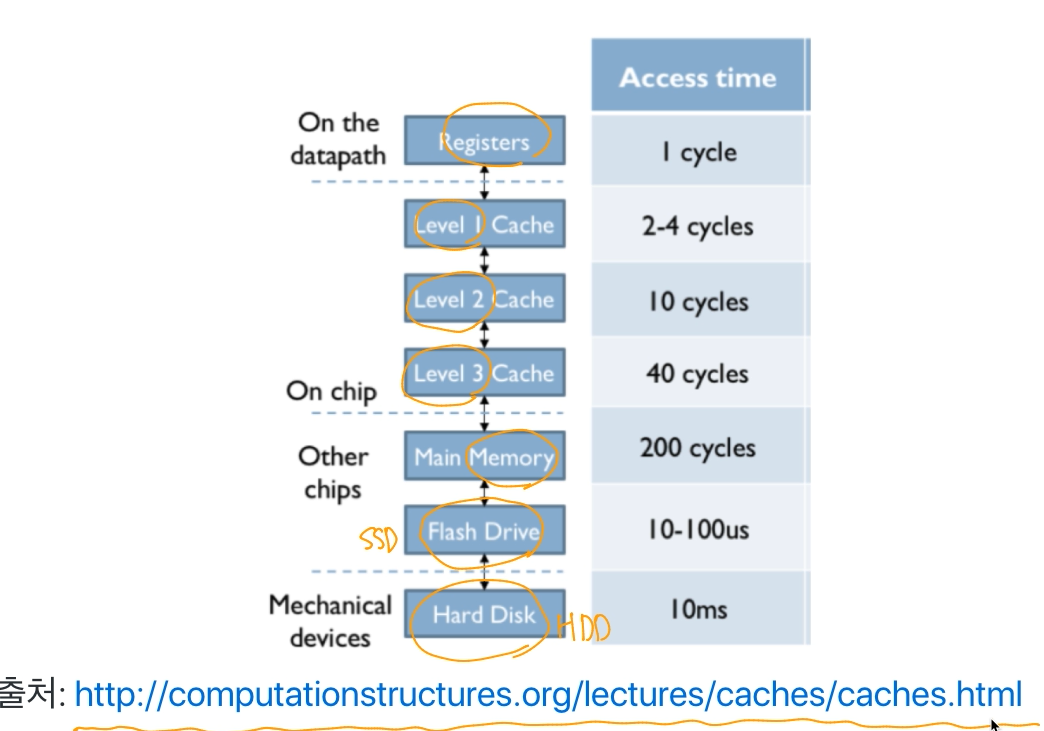 Access time
On the
datapath
Registers
1 cycle
Level 1 Cache
2-4 cycles
Level 2 Cache
10 cycles
Level 3 Cache
40 cycles
On chip
Main Memory
200 cycles
Other
chips
SSD
Flash Drive
10-100us
Mechanical
devices
Hard Disk
HDD
10ms
출처: http://computationstructures.org/lectures/caches/caches.html